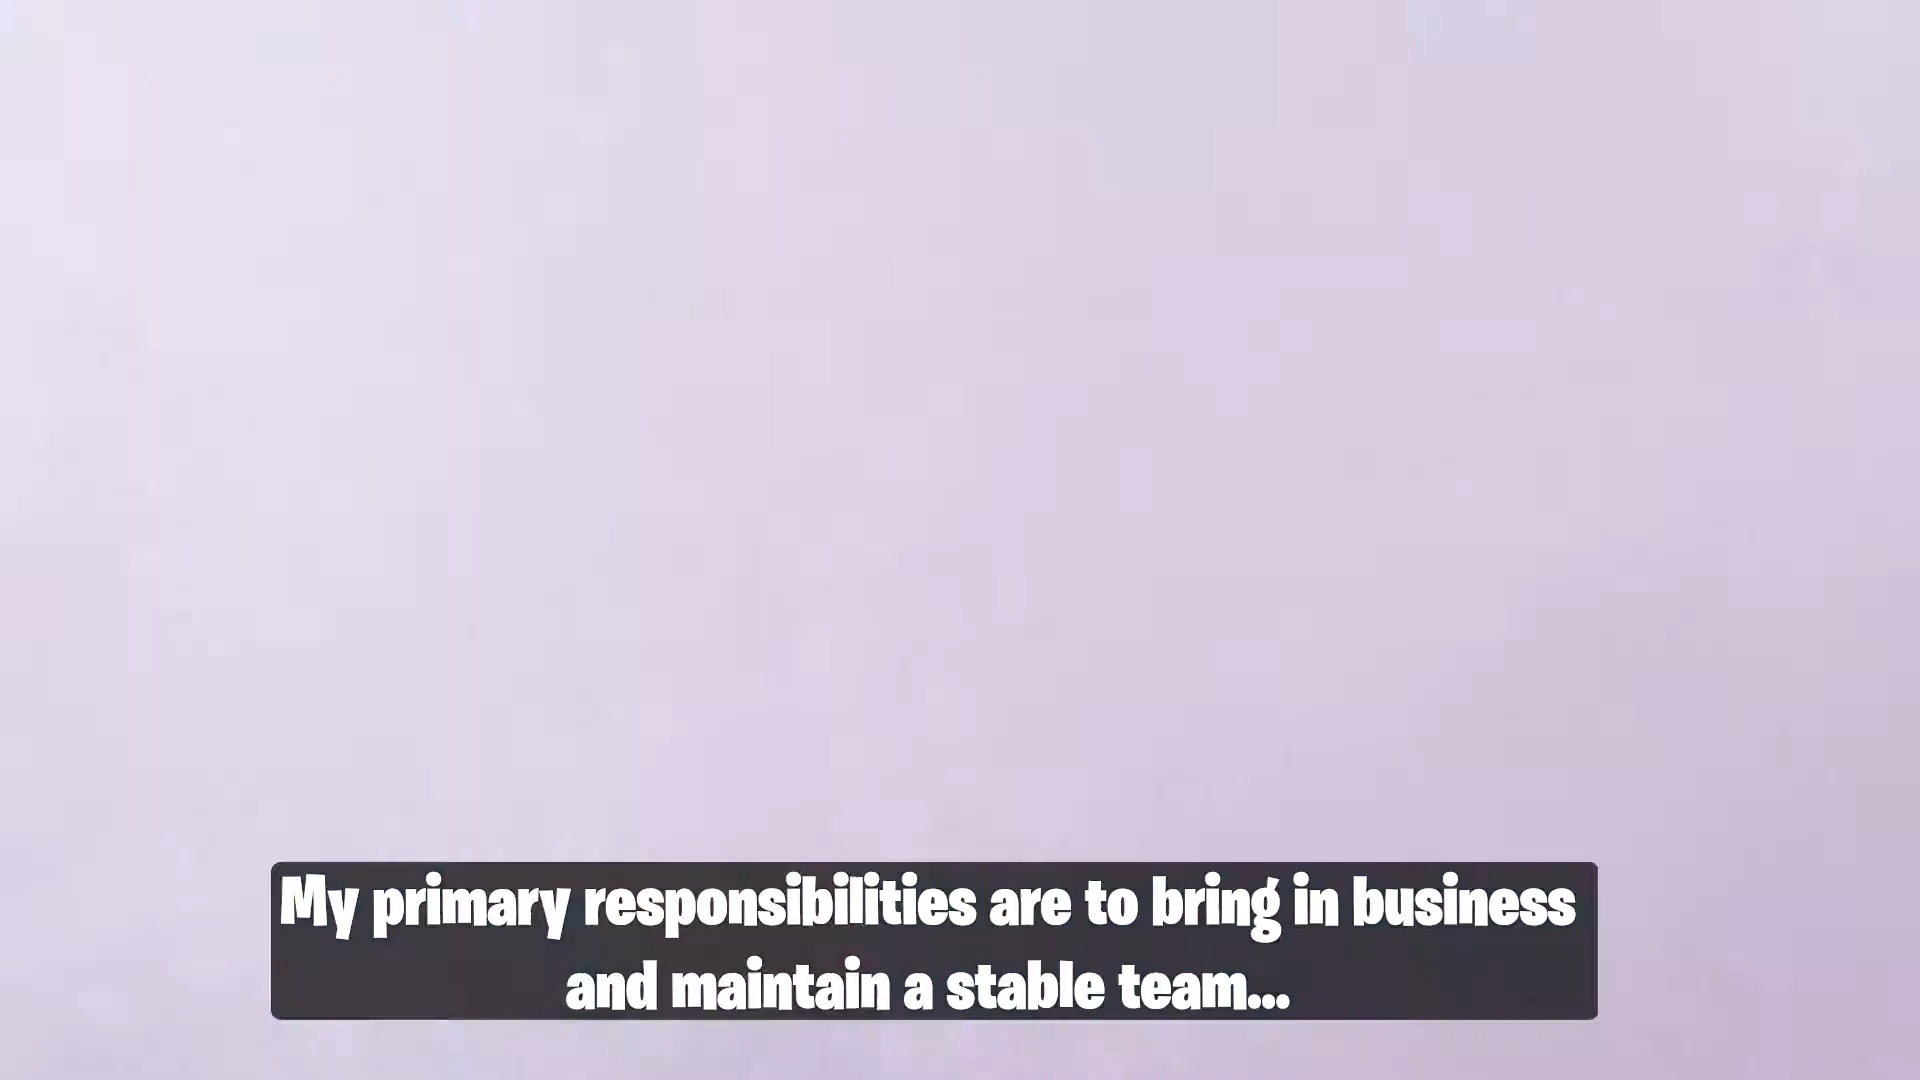 My primary responsibilities are to bring in business
and maintain a stable team...